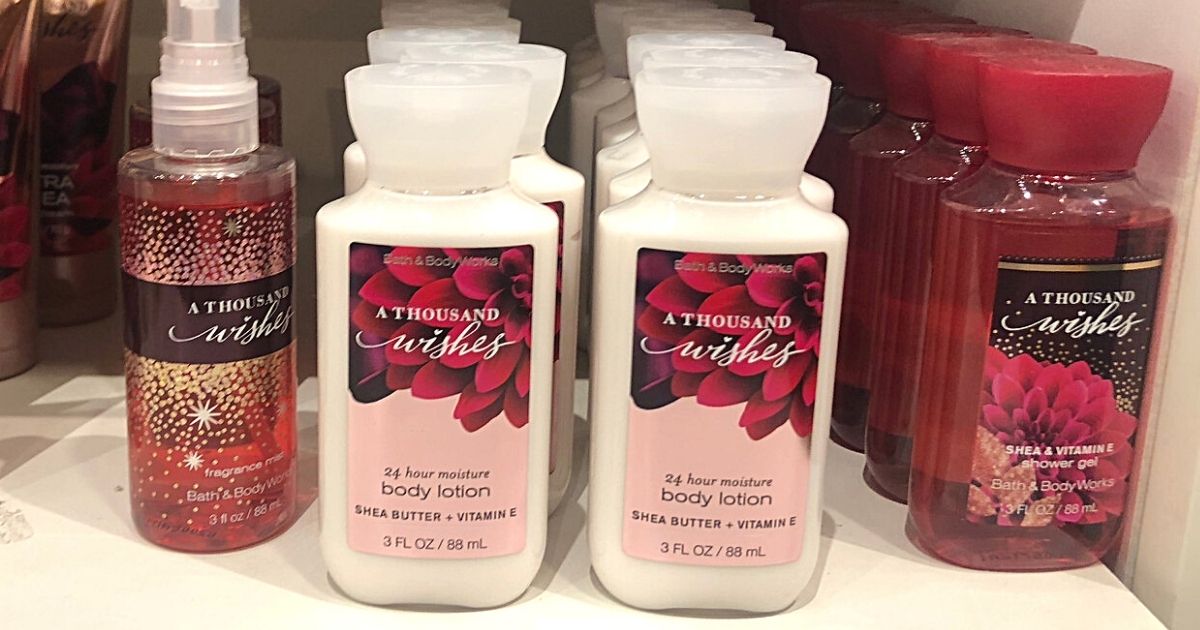 A THOUSAND
wishes
fragrance mist
Bath & Body Works
3 fl oz / 88 mL
Bath & Body Works
A THOUSAND
wishes
24 hour moisture
body lotion
SHEA BUTTER + VITAMIN E
3 FL OZ / 88 mL
Bath & Body Works
A THOUSAND
wishes
24 hour moisture
body lotion
SHEA BUTTER + VITAMIN E
3 FL OZ / 88 mL
A THOUSAND
wishes
SHEA & VITAMIN E
shower gel
Bath & Body Works
3 FL OZ / 88 mL